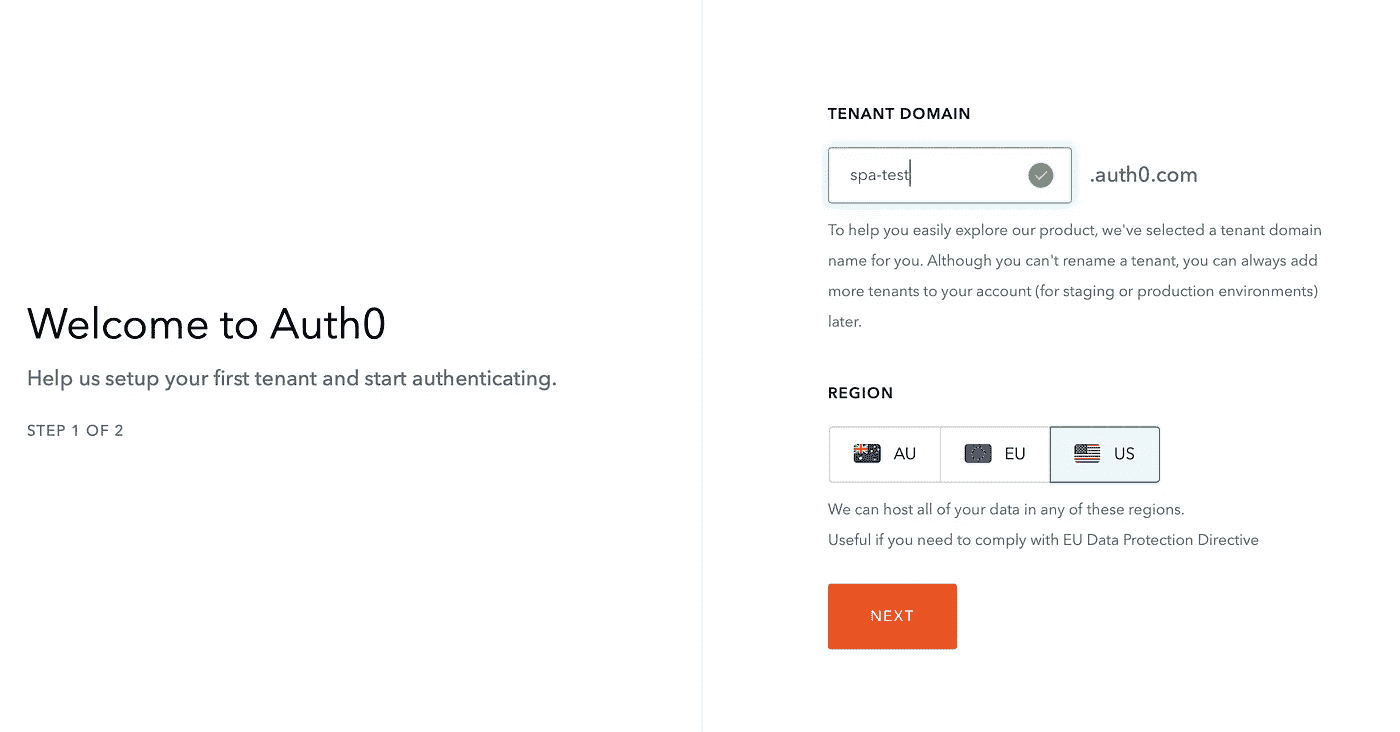 Welcome to Auth0
Help us setup your first tenant and start authenticating.
STEP 1 OF 2
TENANT DOMAIN
spa-test .auth0.com
To help you easily explore our product, we've selected a tenant domain
name for you. Although you can't rename a tenant, you can always add
more tenants to your account (for staging or production environments)
later.
REGION
AU EU US
We can host all of your data in any of these regions.
Useful if you need to comply with EU Data Protection Directive
NEXT